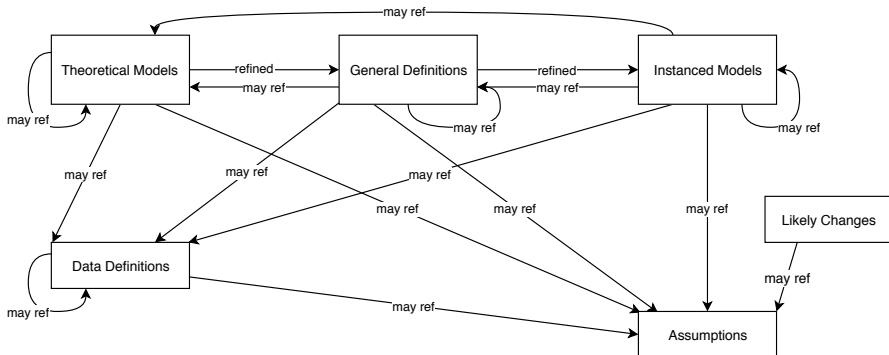 may ref
Theoretical Models
refined
General Definitions
refined
Instanced Models
may ref
may ref
may ref
may ref
may ref
may ref
may ref
may ref
may ref
may ref
may ref
may ref
Likely Changes
Data Definitions
may ref
may ref
may ref
Assumptions